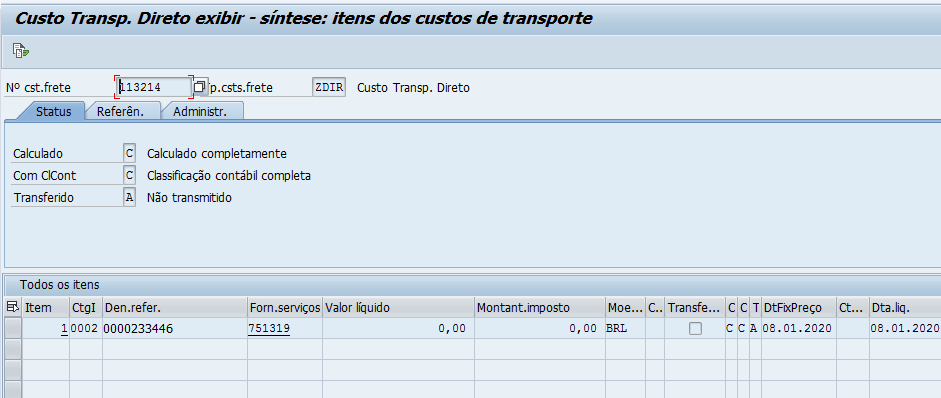 Custo Transp. Direto exibir - síntese: itens dos custos de transporte
Nº cst.frete 113214 p.csts.frete ZDIR Custo Transp. Direto
Status Referên. Administr.
Calculado C Calculado completamente
Com ClCont C Classificação contábil completa
Transferido A Não transmitido
Todos os itens
Item CtgI Den.refer. Forn.serviços Valor líquido Montant.imposto Moe... C.. Transfe... C C T DtFixPreço Ct... Dta.liq.
1 0002 0000233446 751319 0,00 0,00 BRL C C A 08.01.2020 08.01.2020